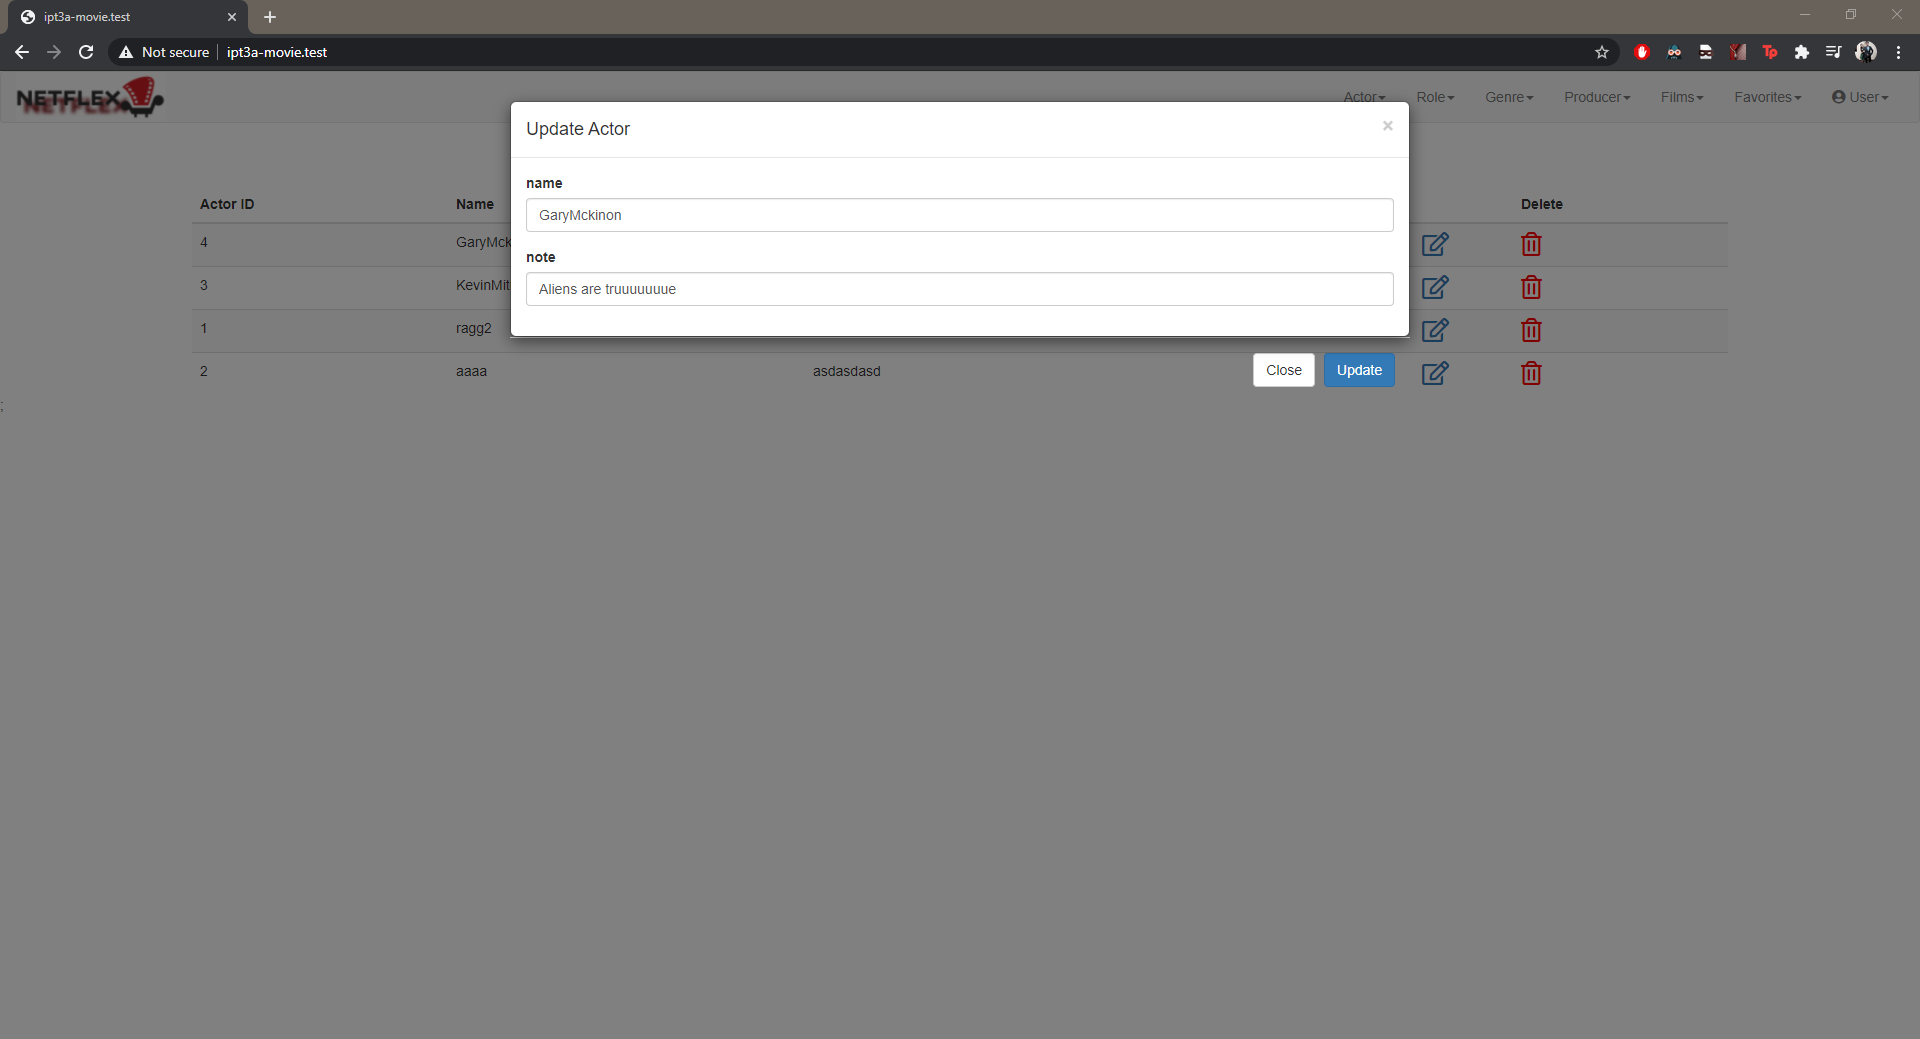 ipt3a-movie.test
Not secure ipt3a-movie.test
NETFLEX
NETFLEX
Actor Role Genre Producer Films Favorites User
Update Actor ×
name
GaryMckinon
note
Aliens are truuuuuuue
Actor ID Name Delete
4 GaryMck
3 KevinMit
1 ragg2
2 aaaa asdasdasd
Close Update
;